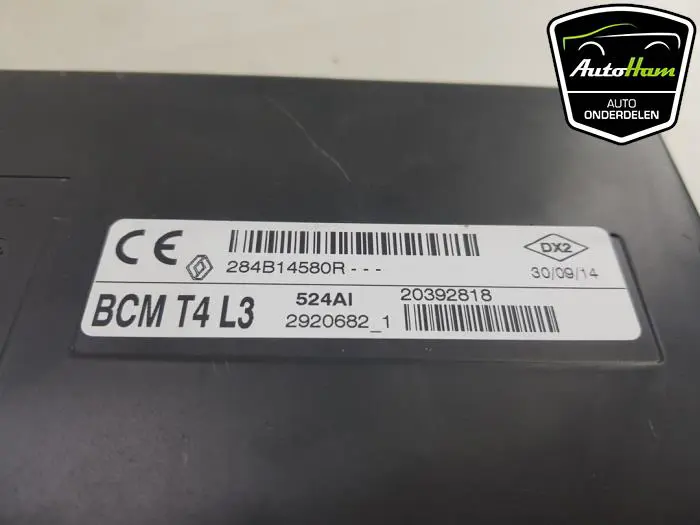 AutoHam
AUTO
ONDERDELEN
CE
284B14580R---
DX2
30/09/14
BCM T4 L3
524AI
20392818
2920682_1